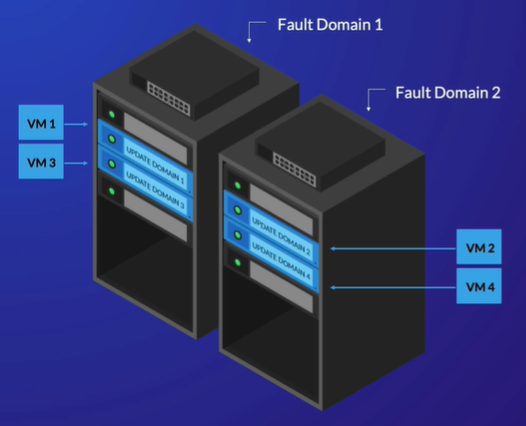 Fault Domain 1
Fault Domain 2
VM 1
UPDATE DOMAIN 1
VM 3
UPDATE DOMAIN 3
UPDATE DOMAIN 2
VM 2
UPDATE DOMAIN 4
VM 4